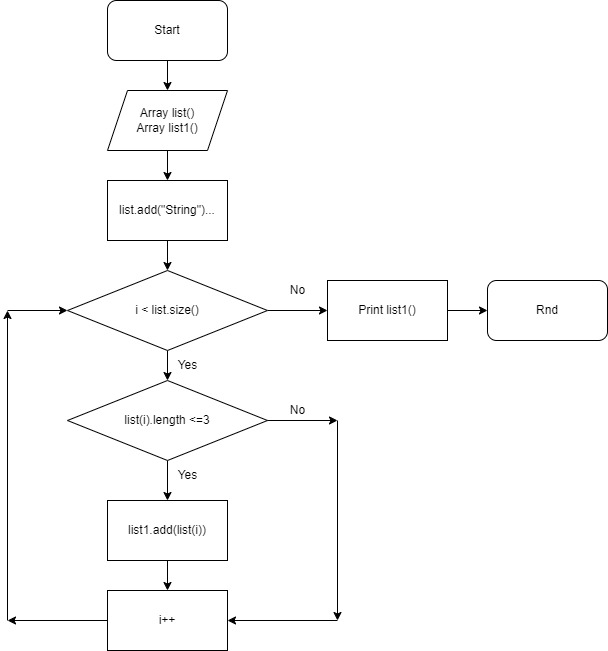 Start
Array list()
Array list1()
list.add("String")...
i < list.size()
No
Print list1()
Rnd
Yes
list(i).length <=3
No
Yes
list1.add(list(i))
i++